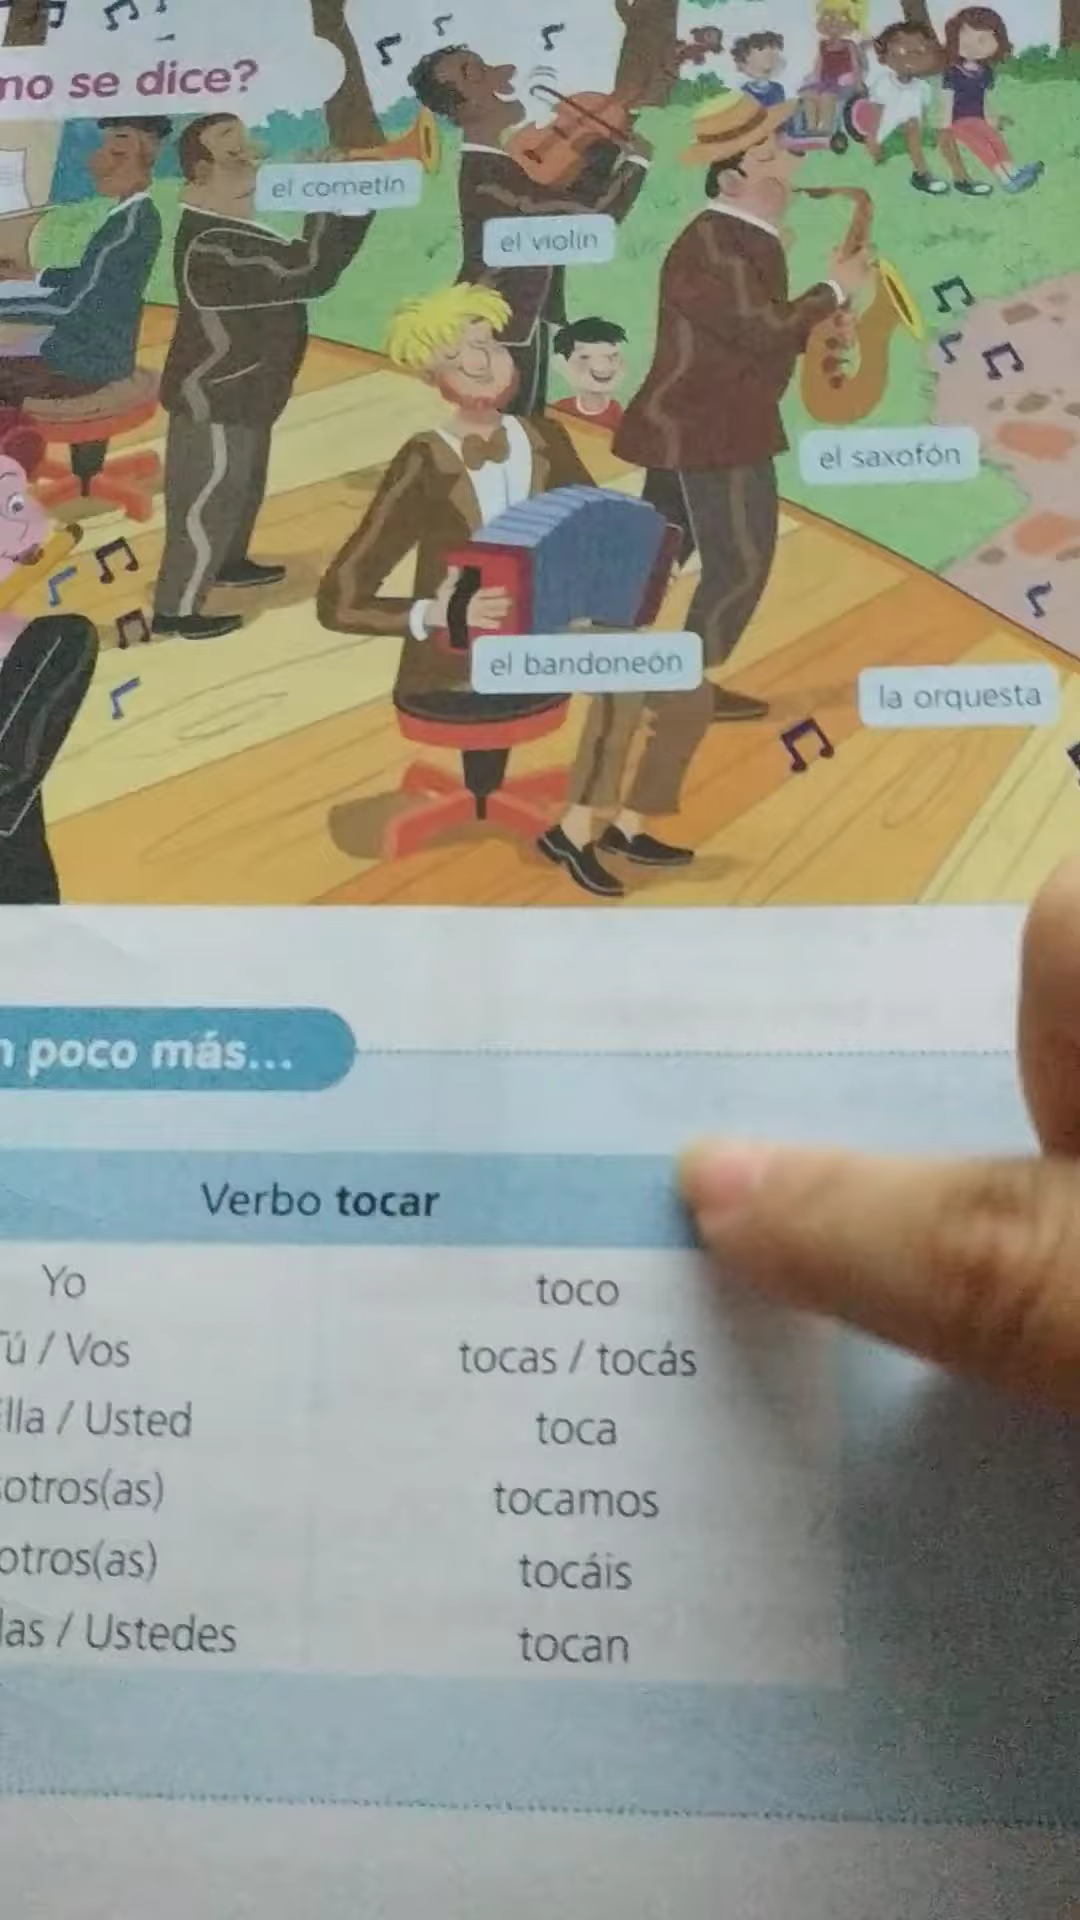 no se dice?
el cornetín
el violín
el saxofón
el bandoneón
la orquesta
n poco más...
Verbo tocar
Yo toco
Tú / Vos tocas / tocás
lla / Usted toca
sotros(as) tocamos
otros(as) tocáis
las / Ustedes tocan